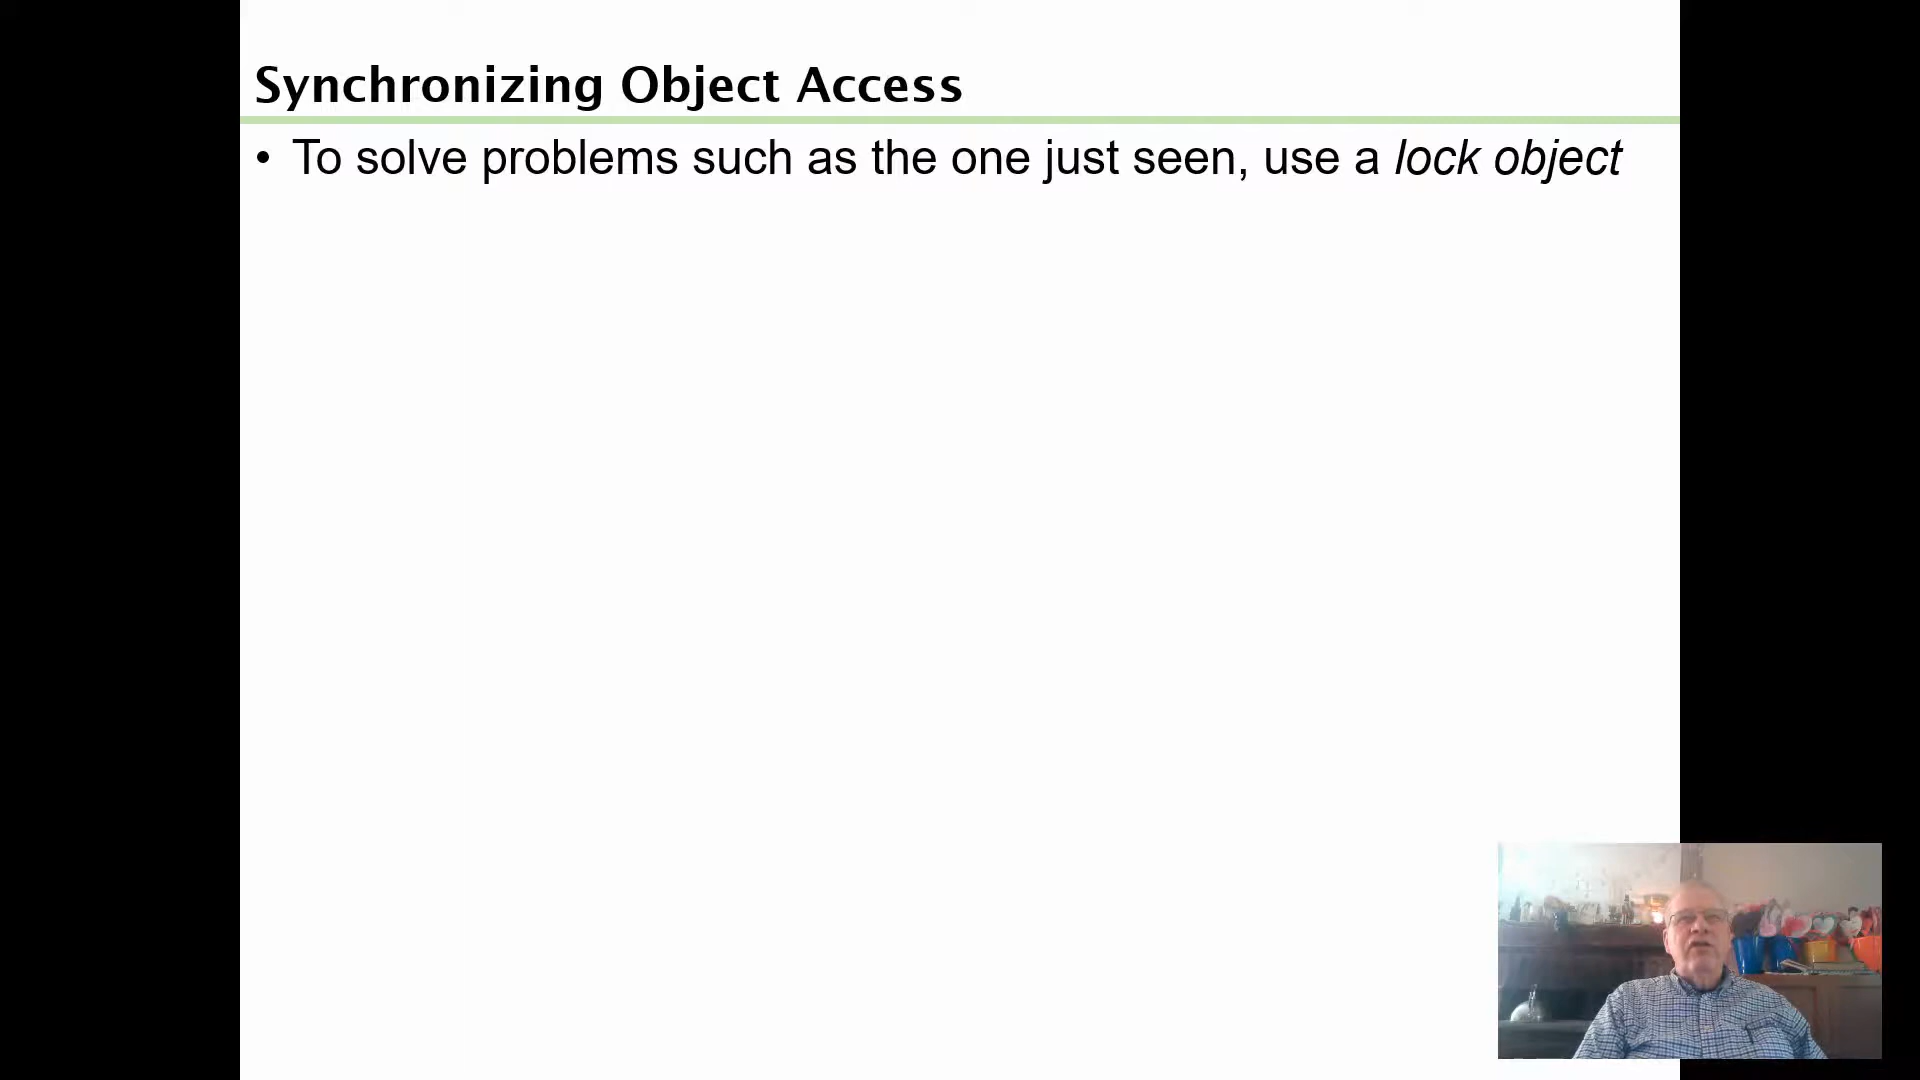 Synchronizing Object Access
• To solve problems such as the one just seen, use a lock object